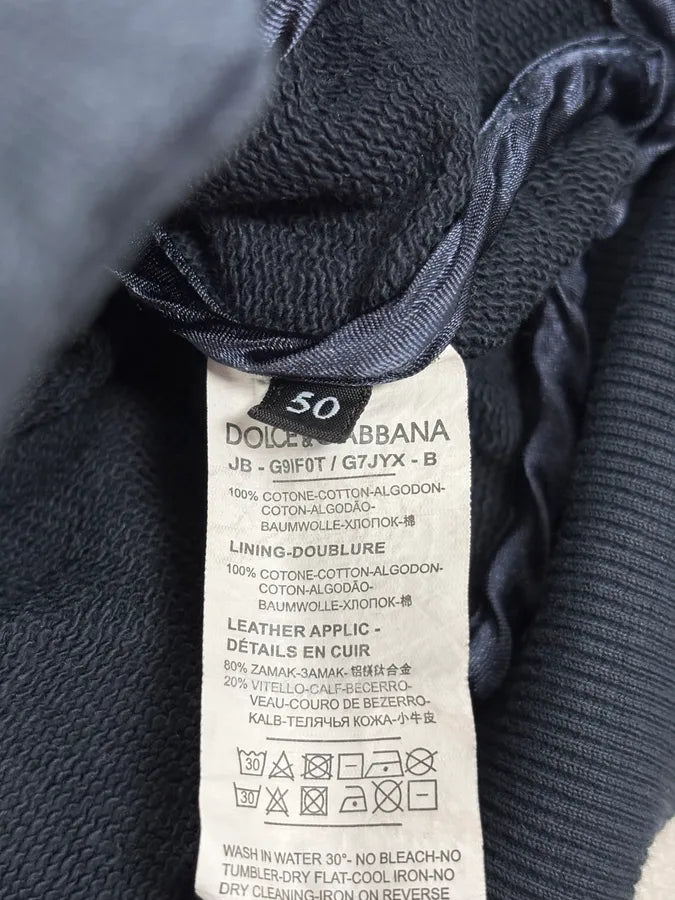 50
DOLCE & GABBANA
JB - G9IF0T / G7JYX - B
100% COTONE-COTTON-ALGODON-
COTON-ALGODÃO-
BAUMWOLLE-ХЛОПОК-棉
LINING-DOUBLURE
100% COTONE-COTTON-ALGODON-
COTON-ALGODÃO-
BAUMWOLLE-ХЛОПОК-棉
LEATHER APPLIC -
DÉTAILS EN CUIR
80% ZAMAK-ЗАМАК-铝镁钛合金
20% VITELLO-CALF-BECERRO-
VEAU-COURO DE BEZERRO-
KALB-ТЕЛЯЧЬЯ КОЖА-小牛皮
30
30
WASH IN WATER 30°- NO BLEACH-NO
TUMBLER-DRY FLAT-COOL IRON-NO
DRY CLEANING-IRON ON REVERSE